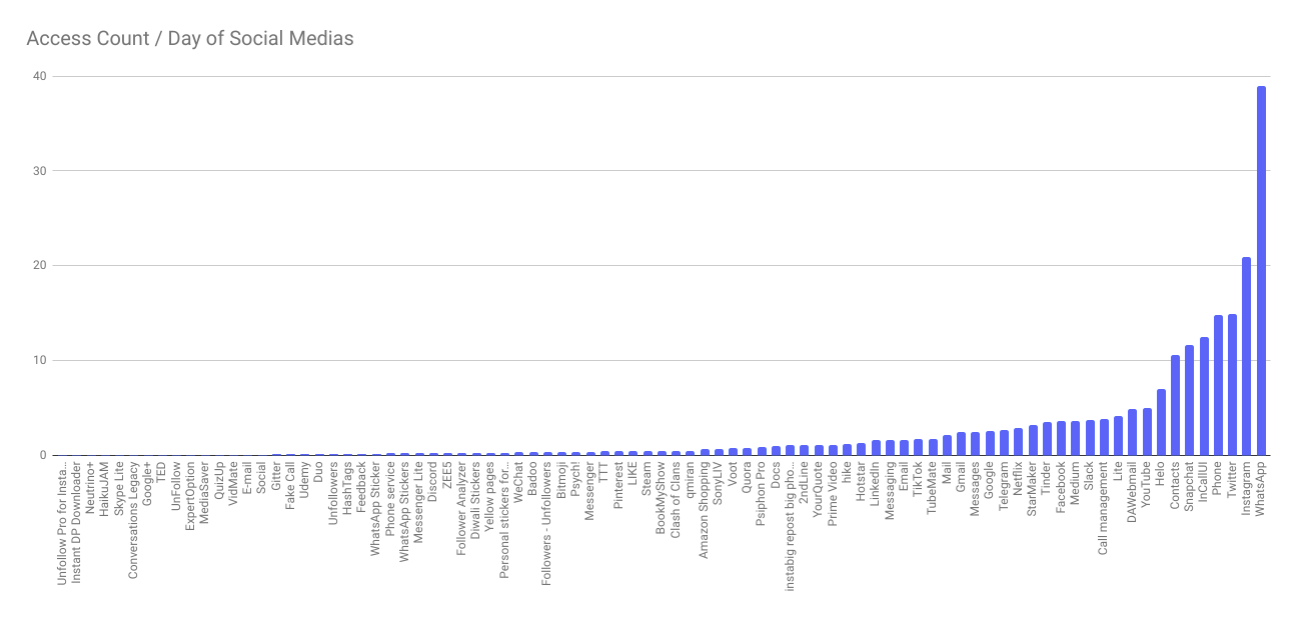 Access Count / Day of Social Medias
40
30
20
10
0
Unfollow Pro for Insta...
Instant DP Downloader
Neutrino+
HaikuJAM
Skype Lite
Conversations Legacy
Google+
TED
UnFollow
ExpertOption
MediaSaver
QuizUp
VidMate
E-mail
Social
Gitter
Fake Call
Udemy
Duo
Unfollowers
HashTags
Feedback
WhatsApp Sticker
Phone service
WhatsApp Stickers
Messenger Lite
Discord
ZEE5
Follower Analyzer
Diwali Stickers
Yellow pages
Personal stickers for...
WeChat
Badoo
Followers - Unfollowers
Bitmoji
Psych!
Messenger
TTT
Pinterest
LIKE
Steam
BookMyShow
Clash of Clans
qmiran
Amazon Shopping
SonyLIV
Voot
Quora
Psiphon Pro
Docs
instabig repost big pho...
2ndLine
YourQuote
Prime Video
hike
Hotstar
LinkedIn
Messaging
Email
TikTok
TubeMate
Mail
Gmail
Messages
Google
Telegram
Netflix
StarMaker
Tinder
Facebook
Medium
Slack
Call management
Lite
DAWebmail
YouTube
Helo
Contacts
Snapchat
InCallUI
Phone
Twitter
Instagram
WhatsApp